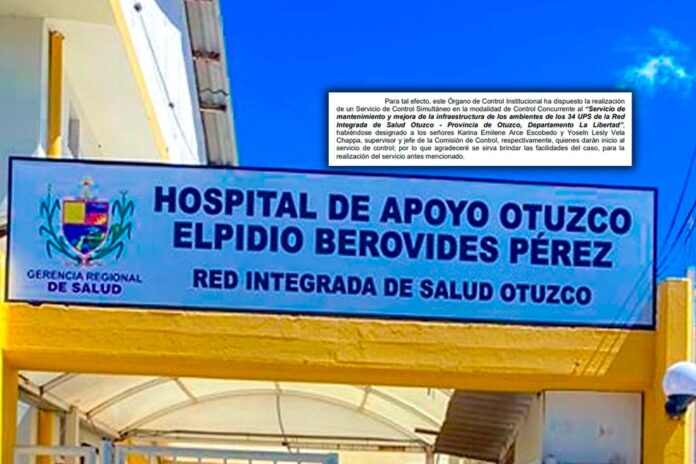 Para tal efecto, este Órgano de Control Institucional ha dispuesto la realización
de un Servicio de Control Simultáneo en la modalidad de Control Concurrente al “Servicio de
mantenimiento y mejora de la infraestructura de los ambientes de los 34 UPS de la Red
Integrada de Salud Otuzco - Provincia de Otuzco, Departamento La Libertad”,
habiéndose designado a los señores Karina Emilene Arce Escobedo y Yoseln Lesly Vela
Chappa, supervisor y jefe de la Comisión de Control, respectivamente, quienes darán inicio al
servicio de control; por lo que agradeceré se sirva brindar las facilidades del caso, para la
realización del servicio antes mencionado.
HOSPITAL DE APOYO OTUZCO
ELPIDIO BEROVIDES PÉREZ
RED INTEGRADA DE SALUD OTUZCO
GERENCIA REGIONAL
DE SALUD